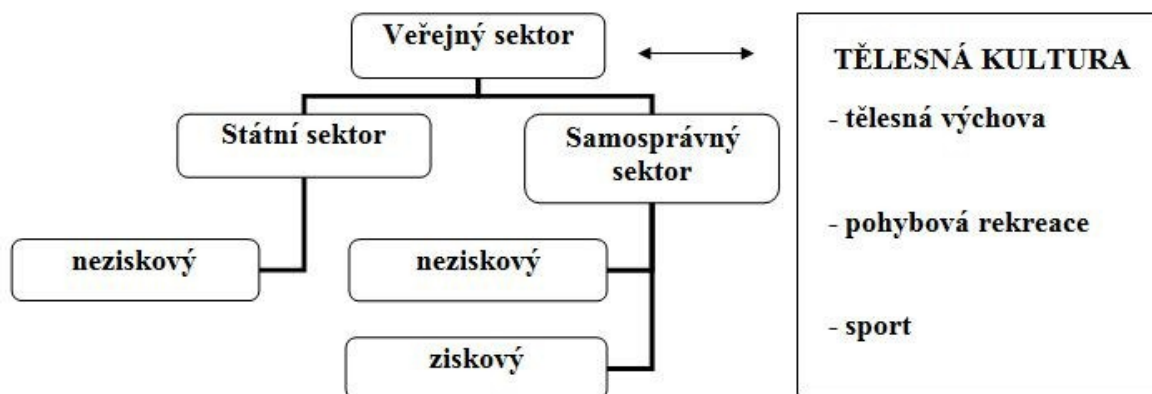 Veřejný sektor
Státní sektor
Samosprávný
sektor
neziskový
neziskový
ziskový
TĚLESNÁ KULTURA
- tělesná výchova
- pohybová rekreace
- sport